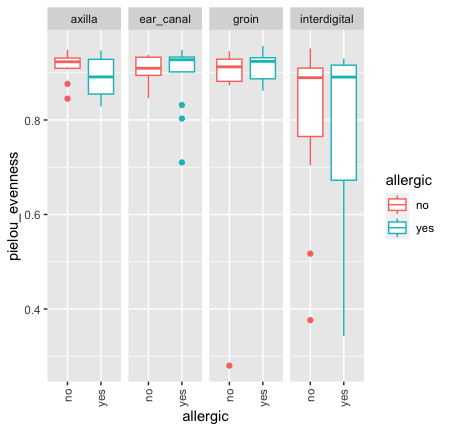 axilla ear_canal groin interdigital
0.8
0.6
0.4
pielou_evenness
no yes no yes no yes no yes
allergic
allergic
no
yes